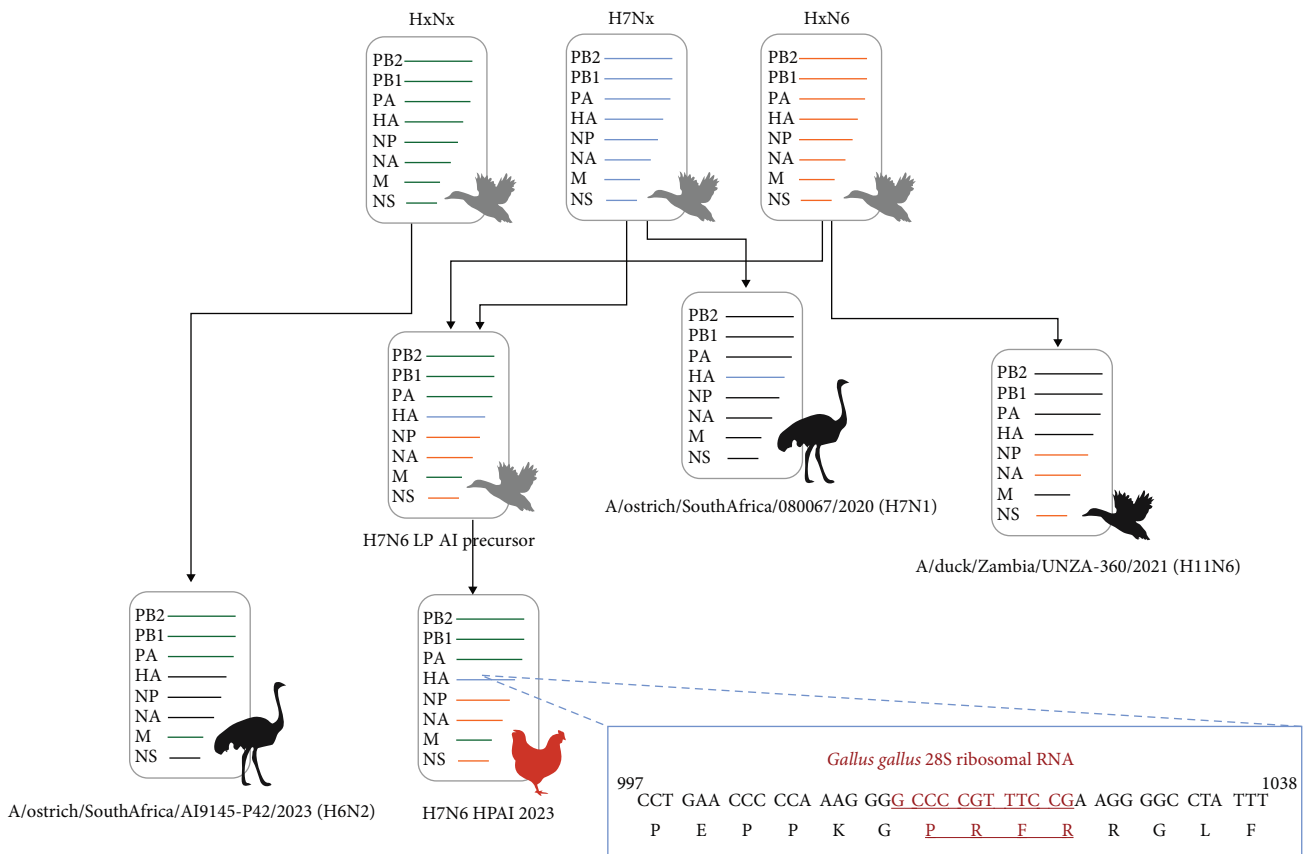 HxNx
PB2
PB1
PA
HA
NP
NA
M
NS
H7Nx
PB2
PB1
PA
HA
NP
NA
M
NS
HxN6
PB2
PB1
PA
HA
NP
NA
M
NS
PB2
PB1
PA
HA
NP
NA
M
NS
H7N6 LP AI precursor
PB2
PB1
PA
HA
NP
NA
M
NS
A/ostrich/SouthAfrica/080067/2020 (H7N1)
PB2
PB1
PA
HA
NP
NA
M
NS
A/duck/Zambia/UNZA-360/2021 (H11N6)
PB2
PB1
PA
HA
NP
NA
M
NS
A/ostrich/SouthAfrica/AI9145-P42/2023 (H6N2)
PB2
PB1
PA
HA
NP
NA
M
NS
H7N6 HPAI 2023
Gallus gallus 28S ribosomal RNA
997 1038
CCT GAA CCC CCA AAG GGG CCC CGT TTC CGA AGG GGC CTA TTT
P E P P K G P R F R R G L F